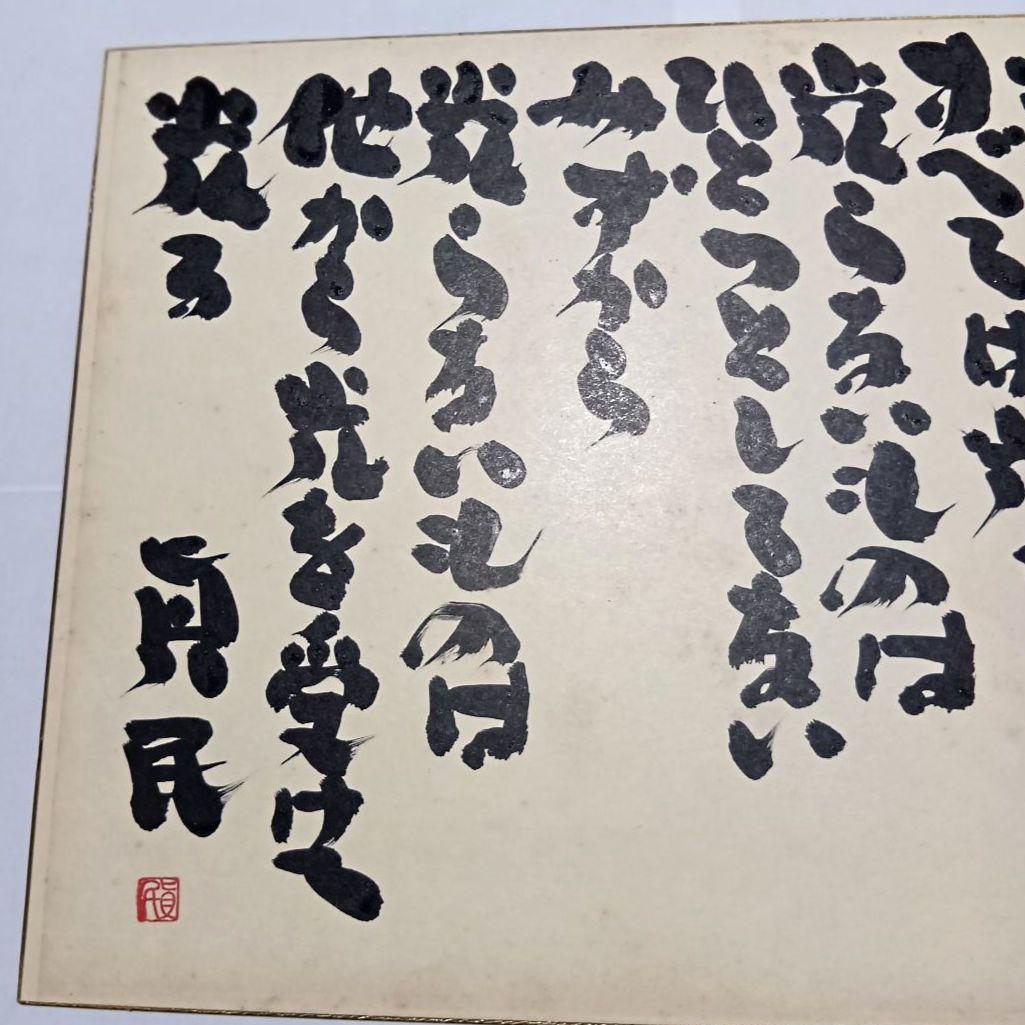 すべては光
光らないものは
ひとつとしてない
みずから
光らないものは
他から光を受けて
光る
眞民